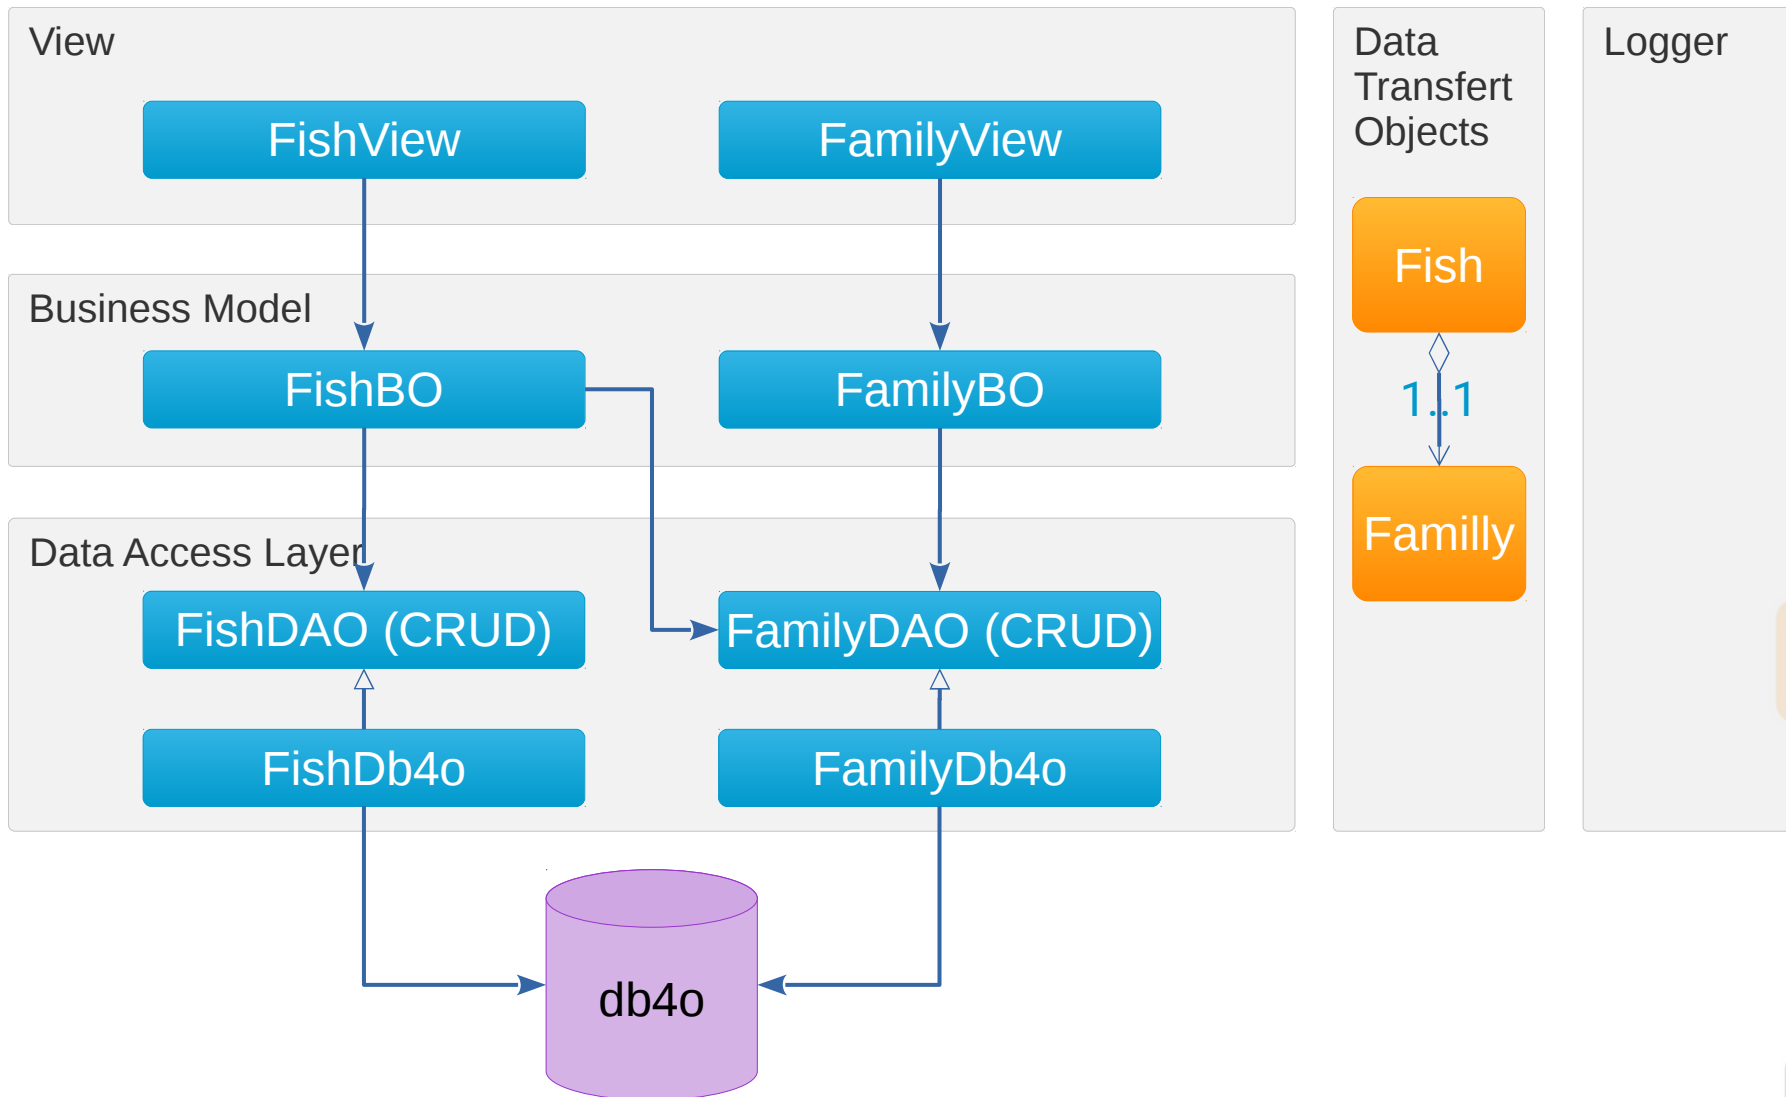 View
FishView
FamilyView
Business Model
FishBO
FamilyBO
Data Access Layer
FishDAO (CRUD)
FamilyDAO (CRUD)
FishDb4o
FamilyDb4o
db4o
Data
Transfert
Objects
Fish
1..1
Familly
Logger